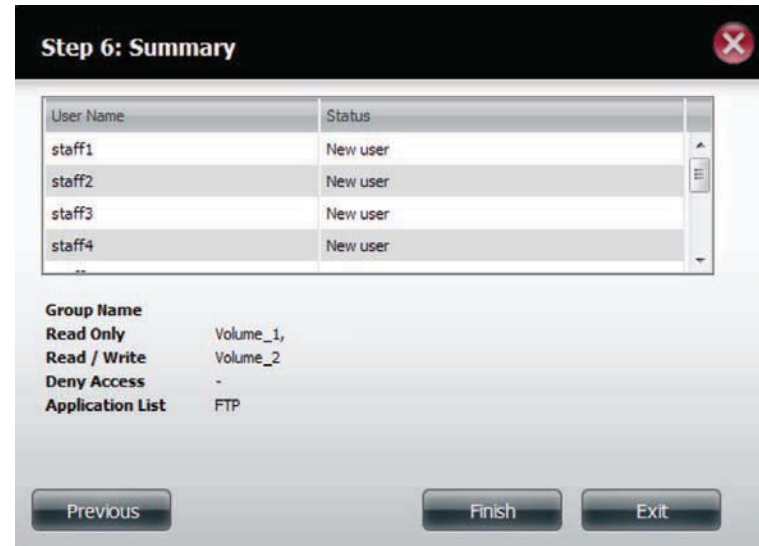 Step 6: Summary
User Name Status
staff1 New user
staff2 New user
staff3 New user
staff4 New user
Group Name
Read Only Volume_1,
Read / Write Volume_2
Deny Access -
Application List FTP
Previous Finish Exit